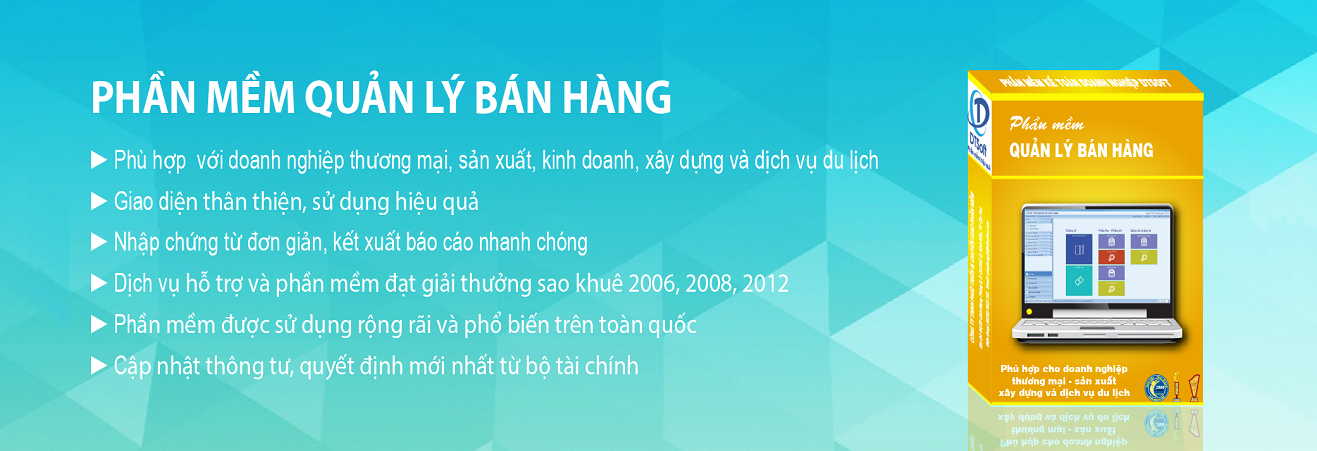 PHẦN MỀM QUẢN LÝ BÁN HÀNG
▶ Phù hợp với doanh nghiệp thương mại, sản xuất, kinh doanh, xây dựng và dịch vụ du lịch
▶ Giao diện thân thiện, sử dụng hiệu quả
▶ Nhập chứng từ đơn giản, kết xuất báo cáo nhanh chóng
▶ Dịch vụ hỗ trợ và phần mềm đạt giải thưởng sao khuê 2006, 2008, 2012
▶ Phần mềm được sử dụng rộng rãi và phổ biến trên toàn quốc
▶ Cập nhật thông tư, quyết định mới nhất từ bộ tài chính
PHẦN MỀM KẾ TOÁN DOANH NGHIỆP DTSOFT
DTSoft
Phần mềm
QUẢN LÝ BÁN HÀNG
Phù hợp cho doanh nghiệp
thương mại - sản xuất
xây dựng và dịch vụ du lịch